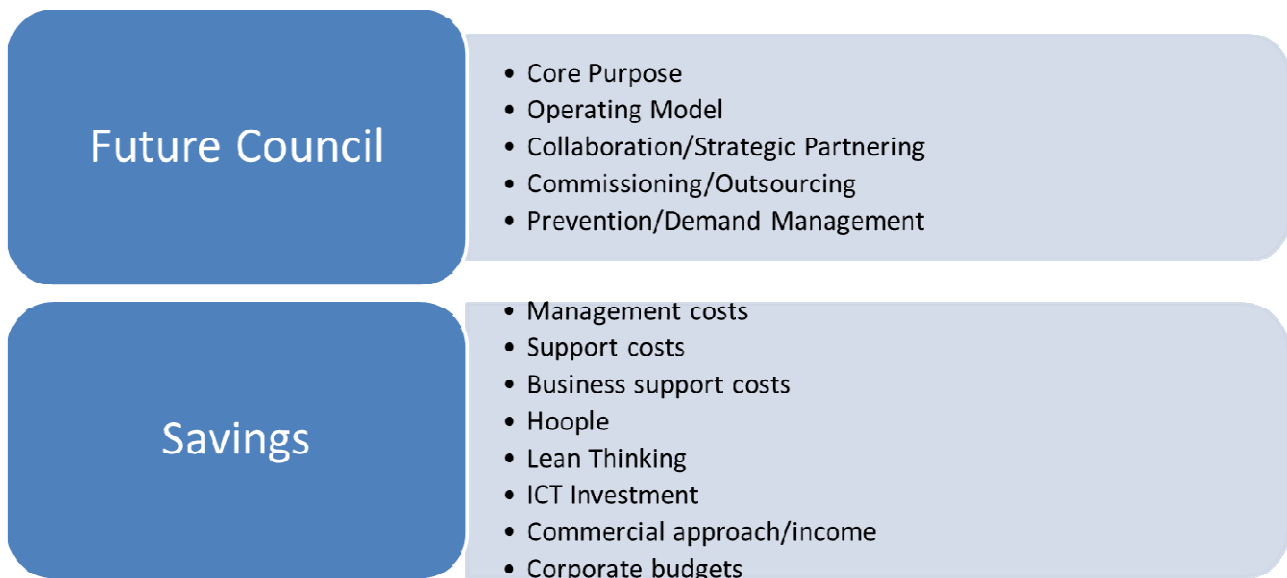 Future Council
• Core Purpose
• Operating Model
• Collaboration/Strategic Partnering
• Commissioning/Outsourcing
• Prevention/Demand Management
Savings
• Management costs
• Support costs
• Business support costs
• Hoople
• Lean Thinking
• ICT Investment
• Commercial approach/income
• Corporate budgets